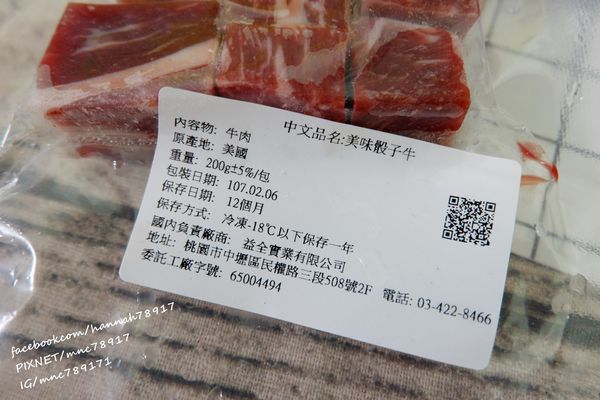 中文品名:美味骰子牛
內容物: 牛肉
原產地: 美國
重量: 200g±5%/包
包裝日期: 107.02.06
保存日期: 12個月
保存方式: 冷凍-18℃以下保存一年
國內負責廠商: 益全實業有限公司
地址: 桃園市中壢區民權路三段508號2F 電話: 03-422-8466
委託工廠字號: 65004494
facebook.com/hannah78917
PIXNET/mnc78917
IG/mnc789171